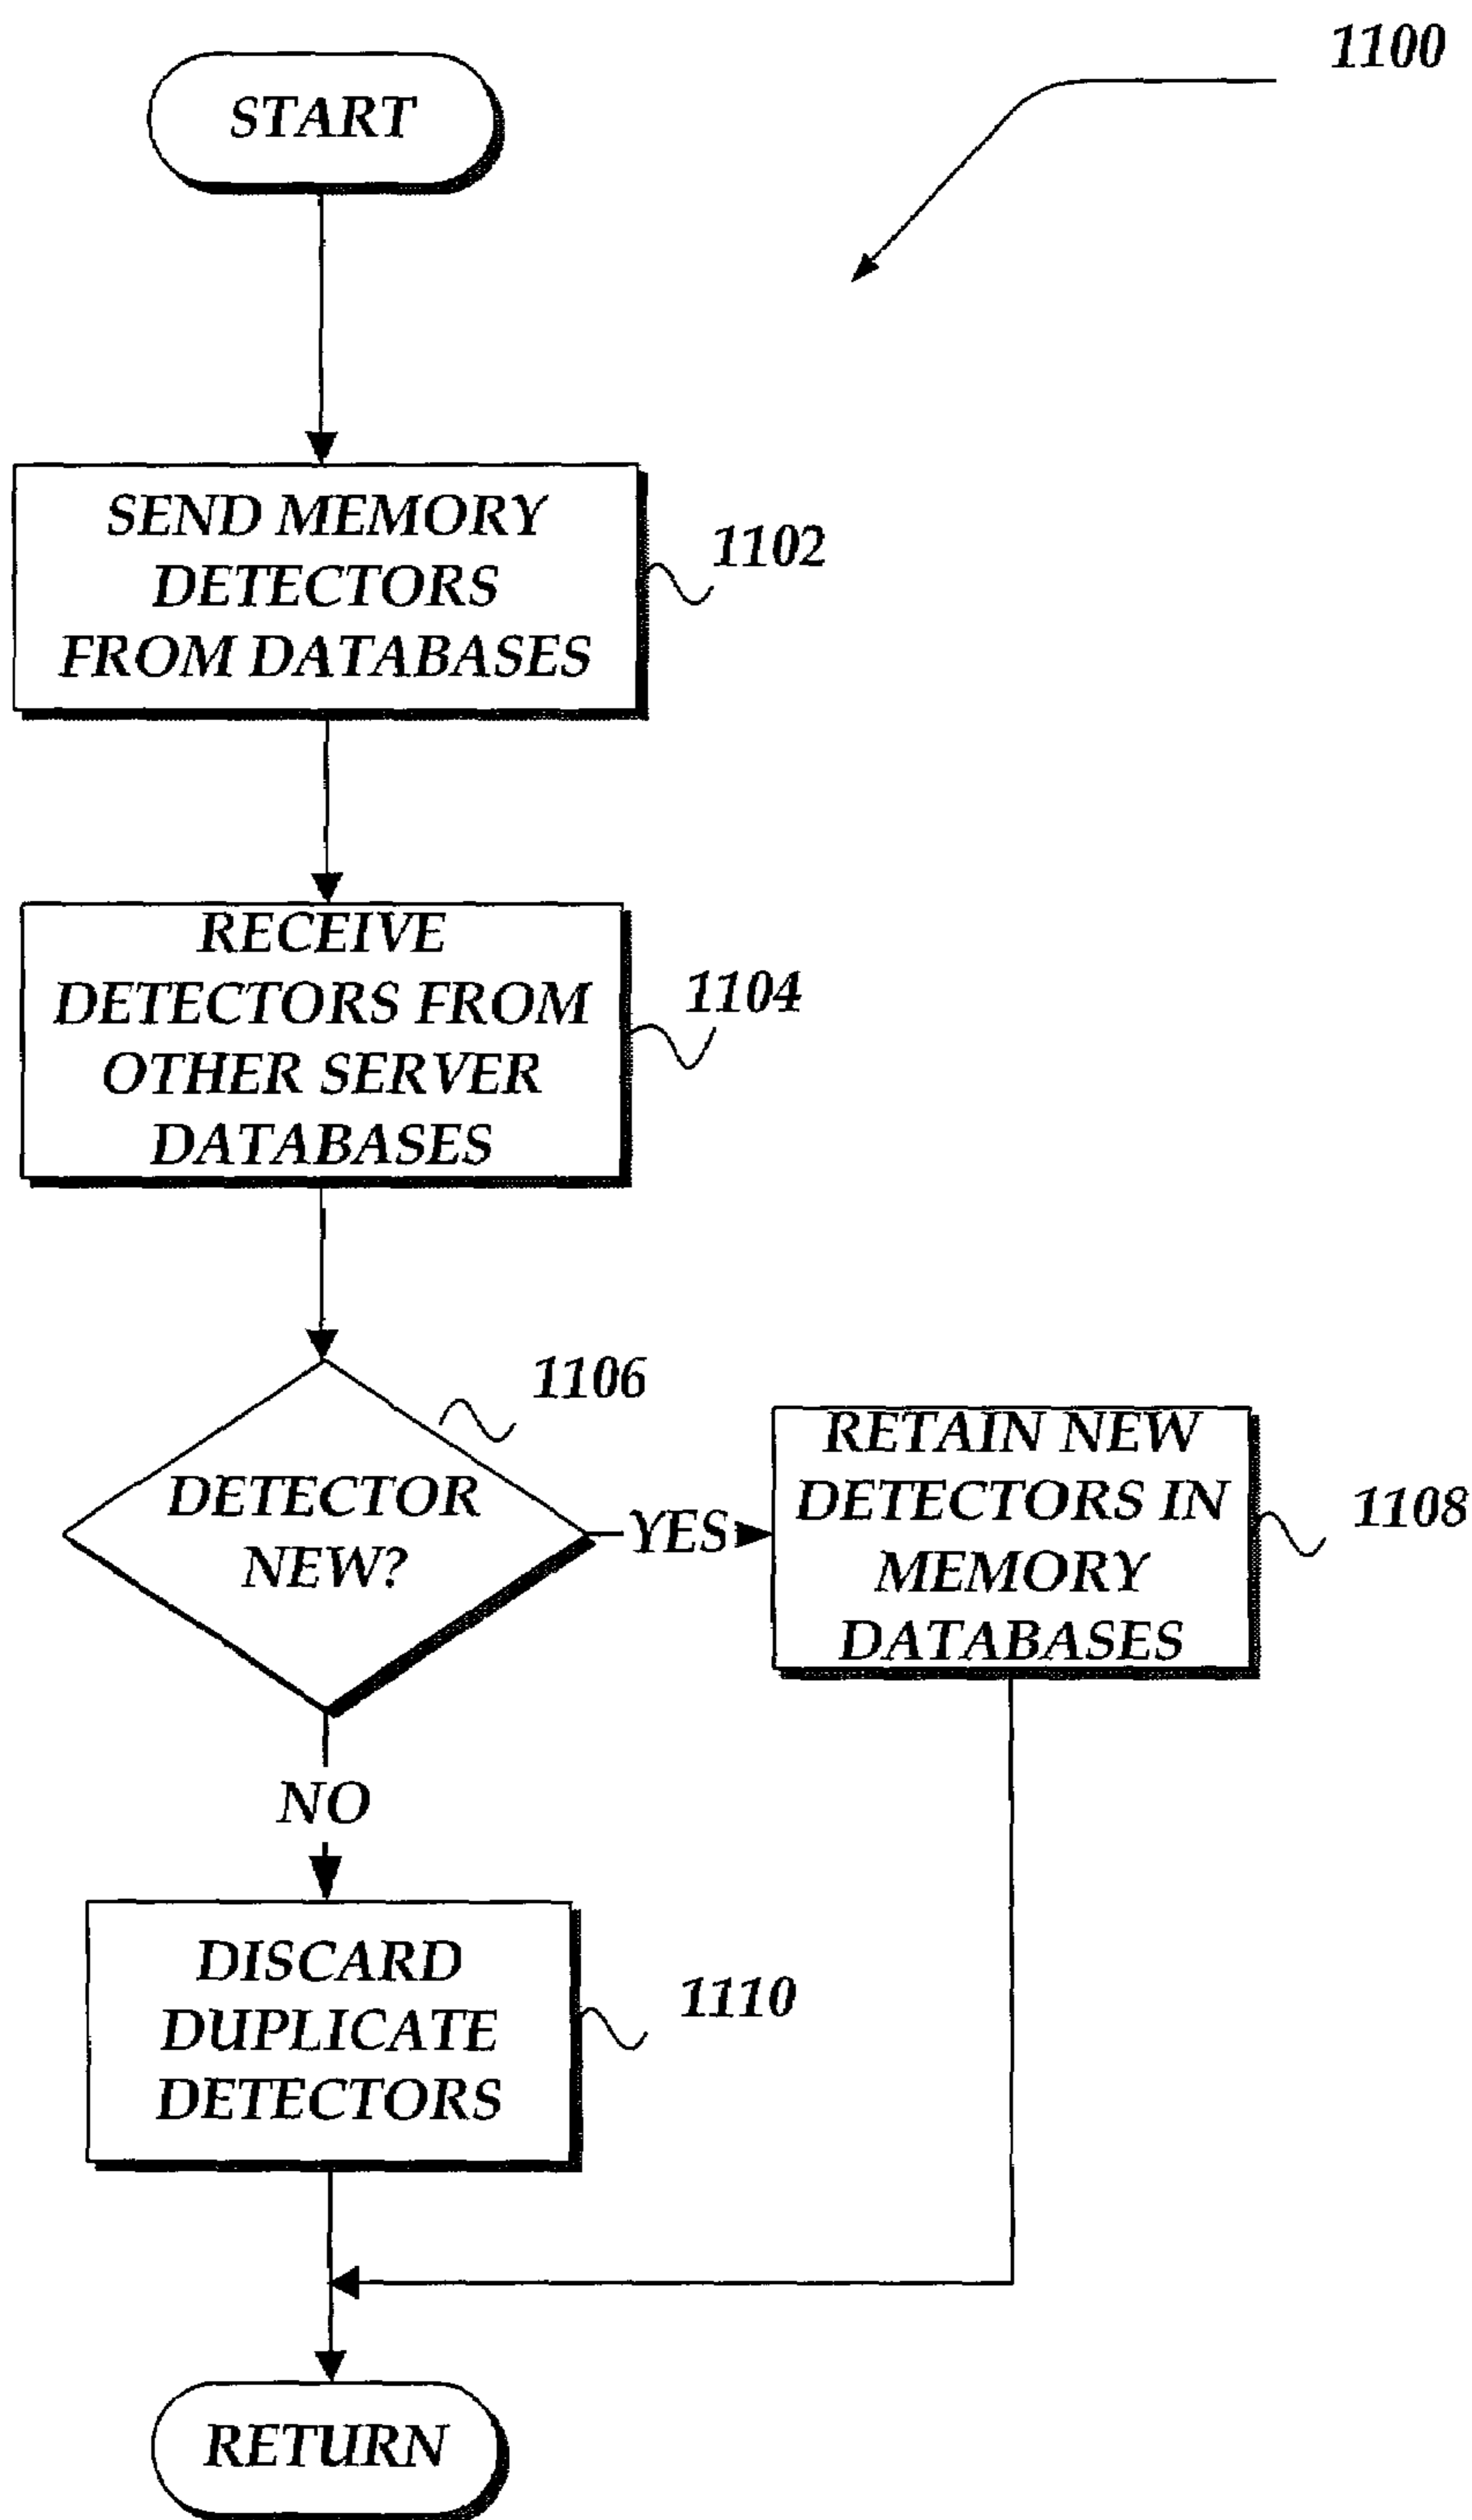 1100
START
SEND MEMORY
DETECTORS
FROM DATABASES
1102
RECEIVE
DETECTORS FROM
OTHER SERVER
DATABASES
1104
1106
DETECTOR
NEW?
YES
RETAIN NEW
DETECTORS IN
MEMORY
DATABASES
1108
NO
DISCARD
DUPLICATE
DETECTORS
1110
RETURN